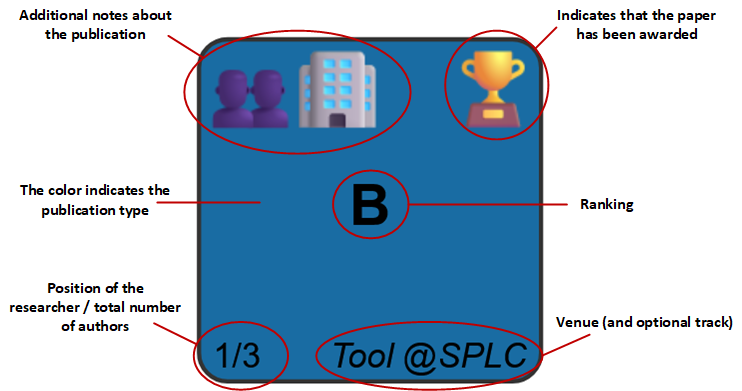 Additional notes about
the publication
Indicates that the paper
has been awarded
The color indicates the
publication type
B
Ranking
Position of the
researcher / total number
of authors
1/3
Tool @SPLC
Venue (and optional track)